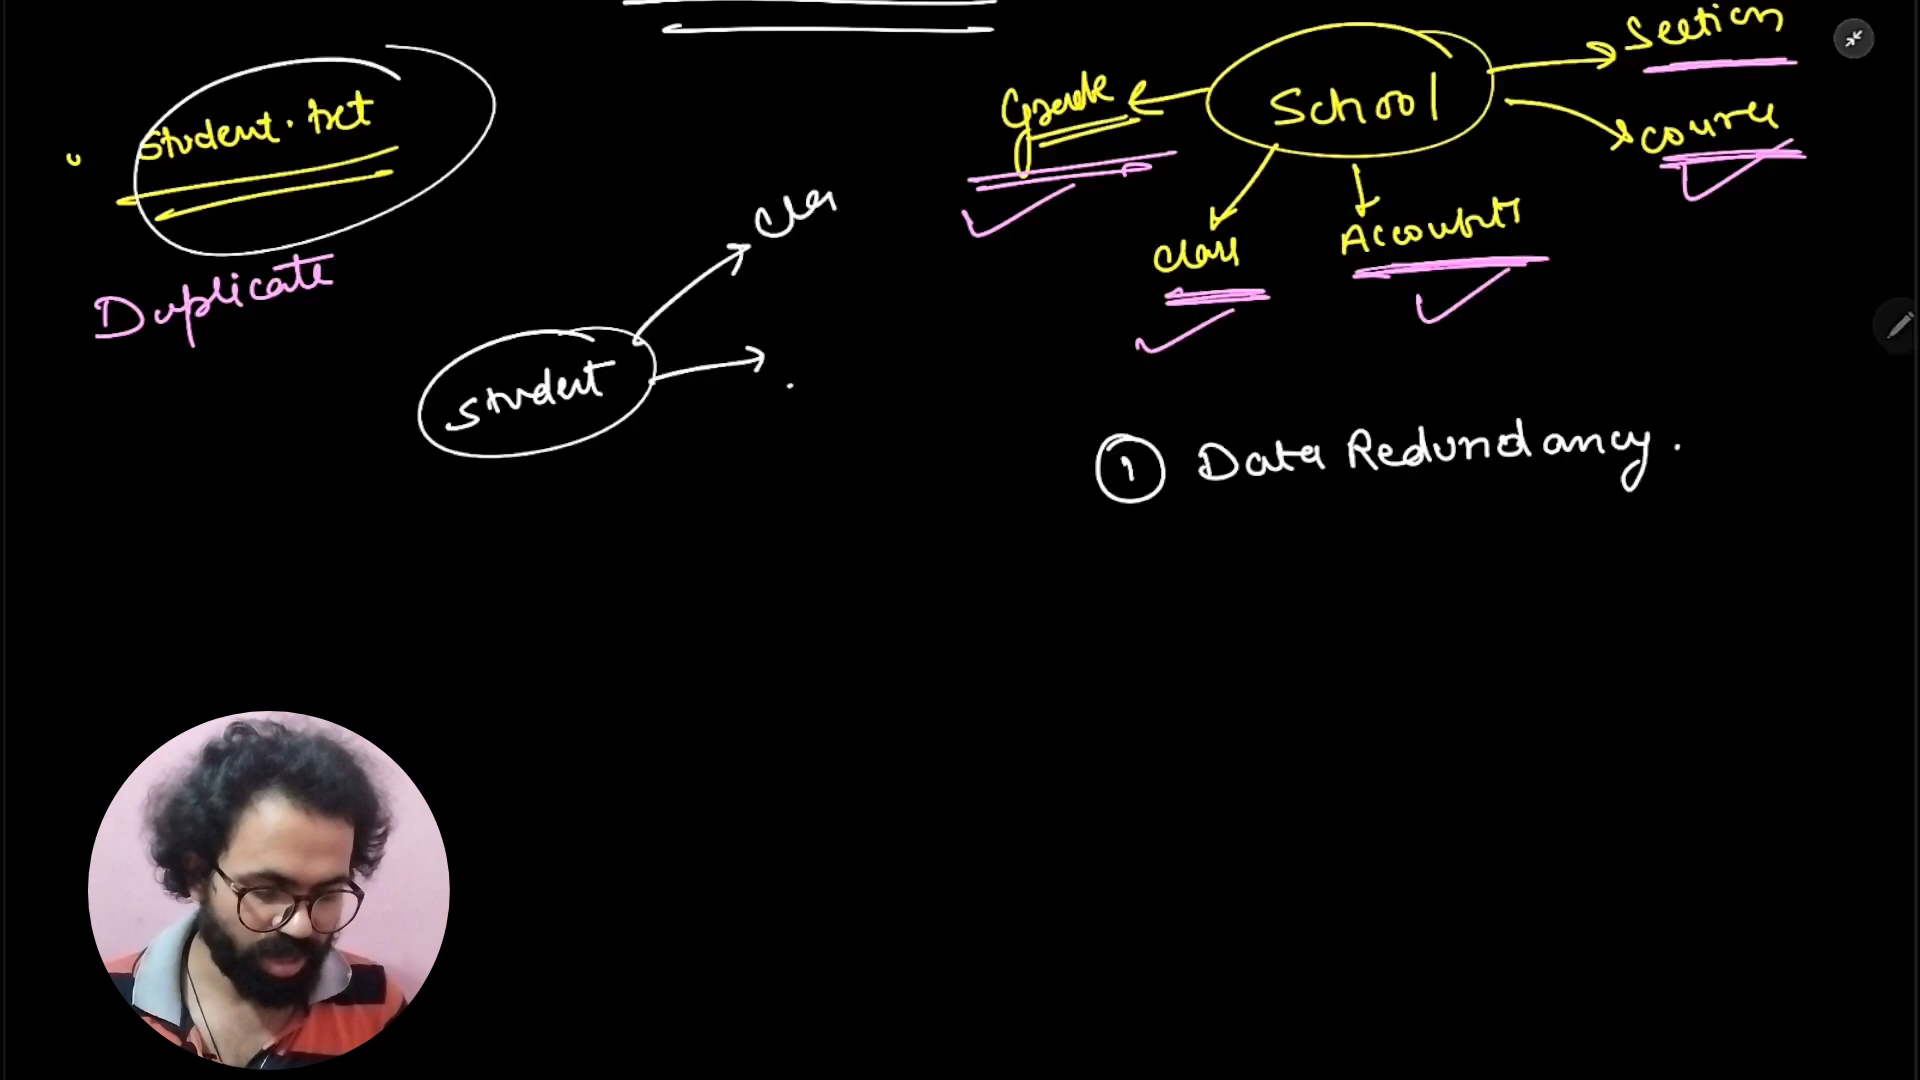 Section
School
Grade
student.txt
course
class
Accounts
Duplicate
student
① Data Redundancy.